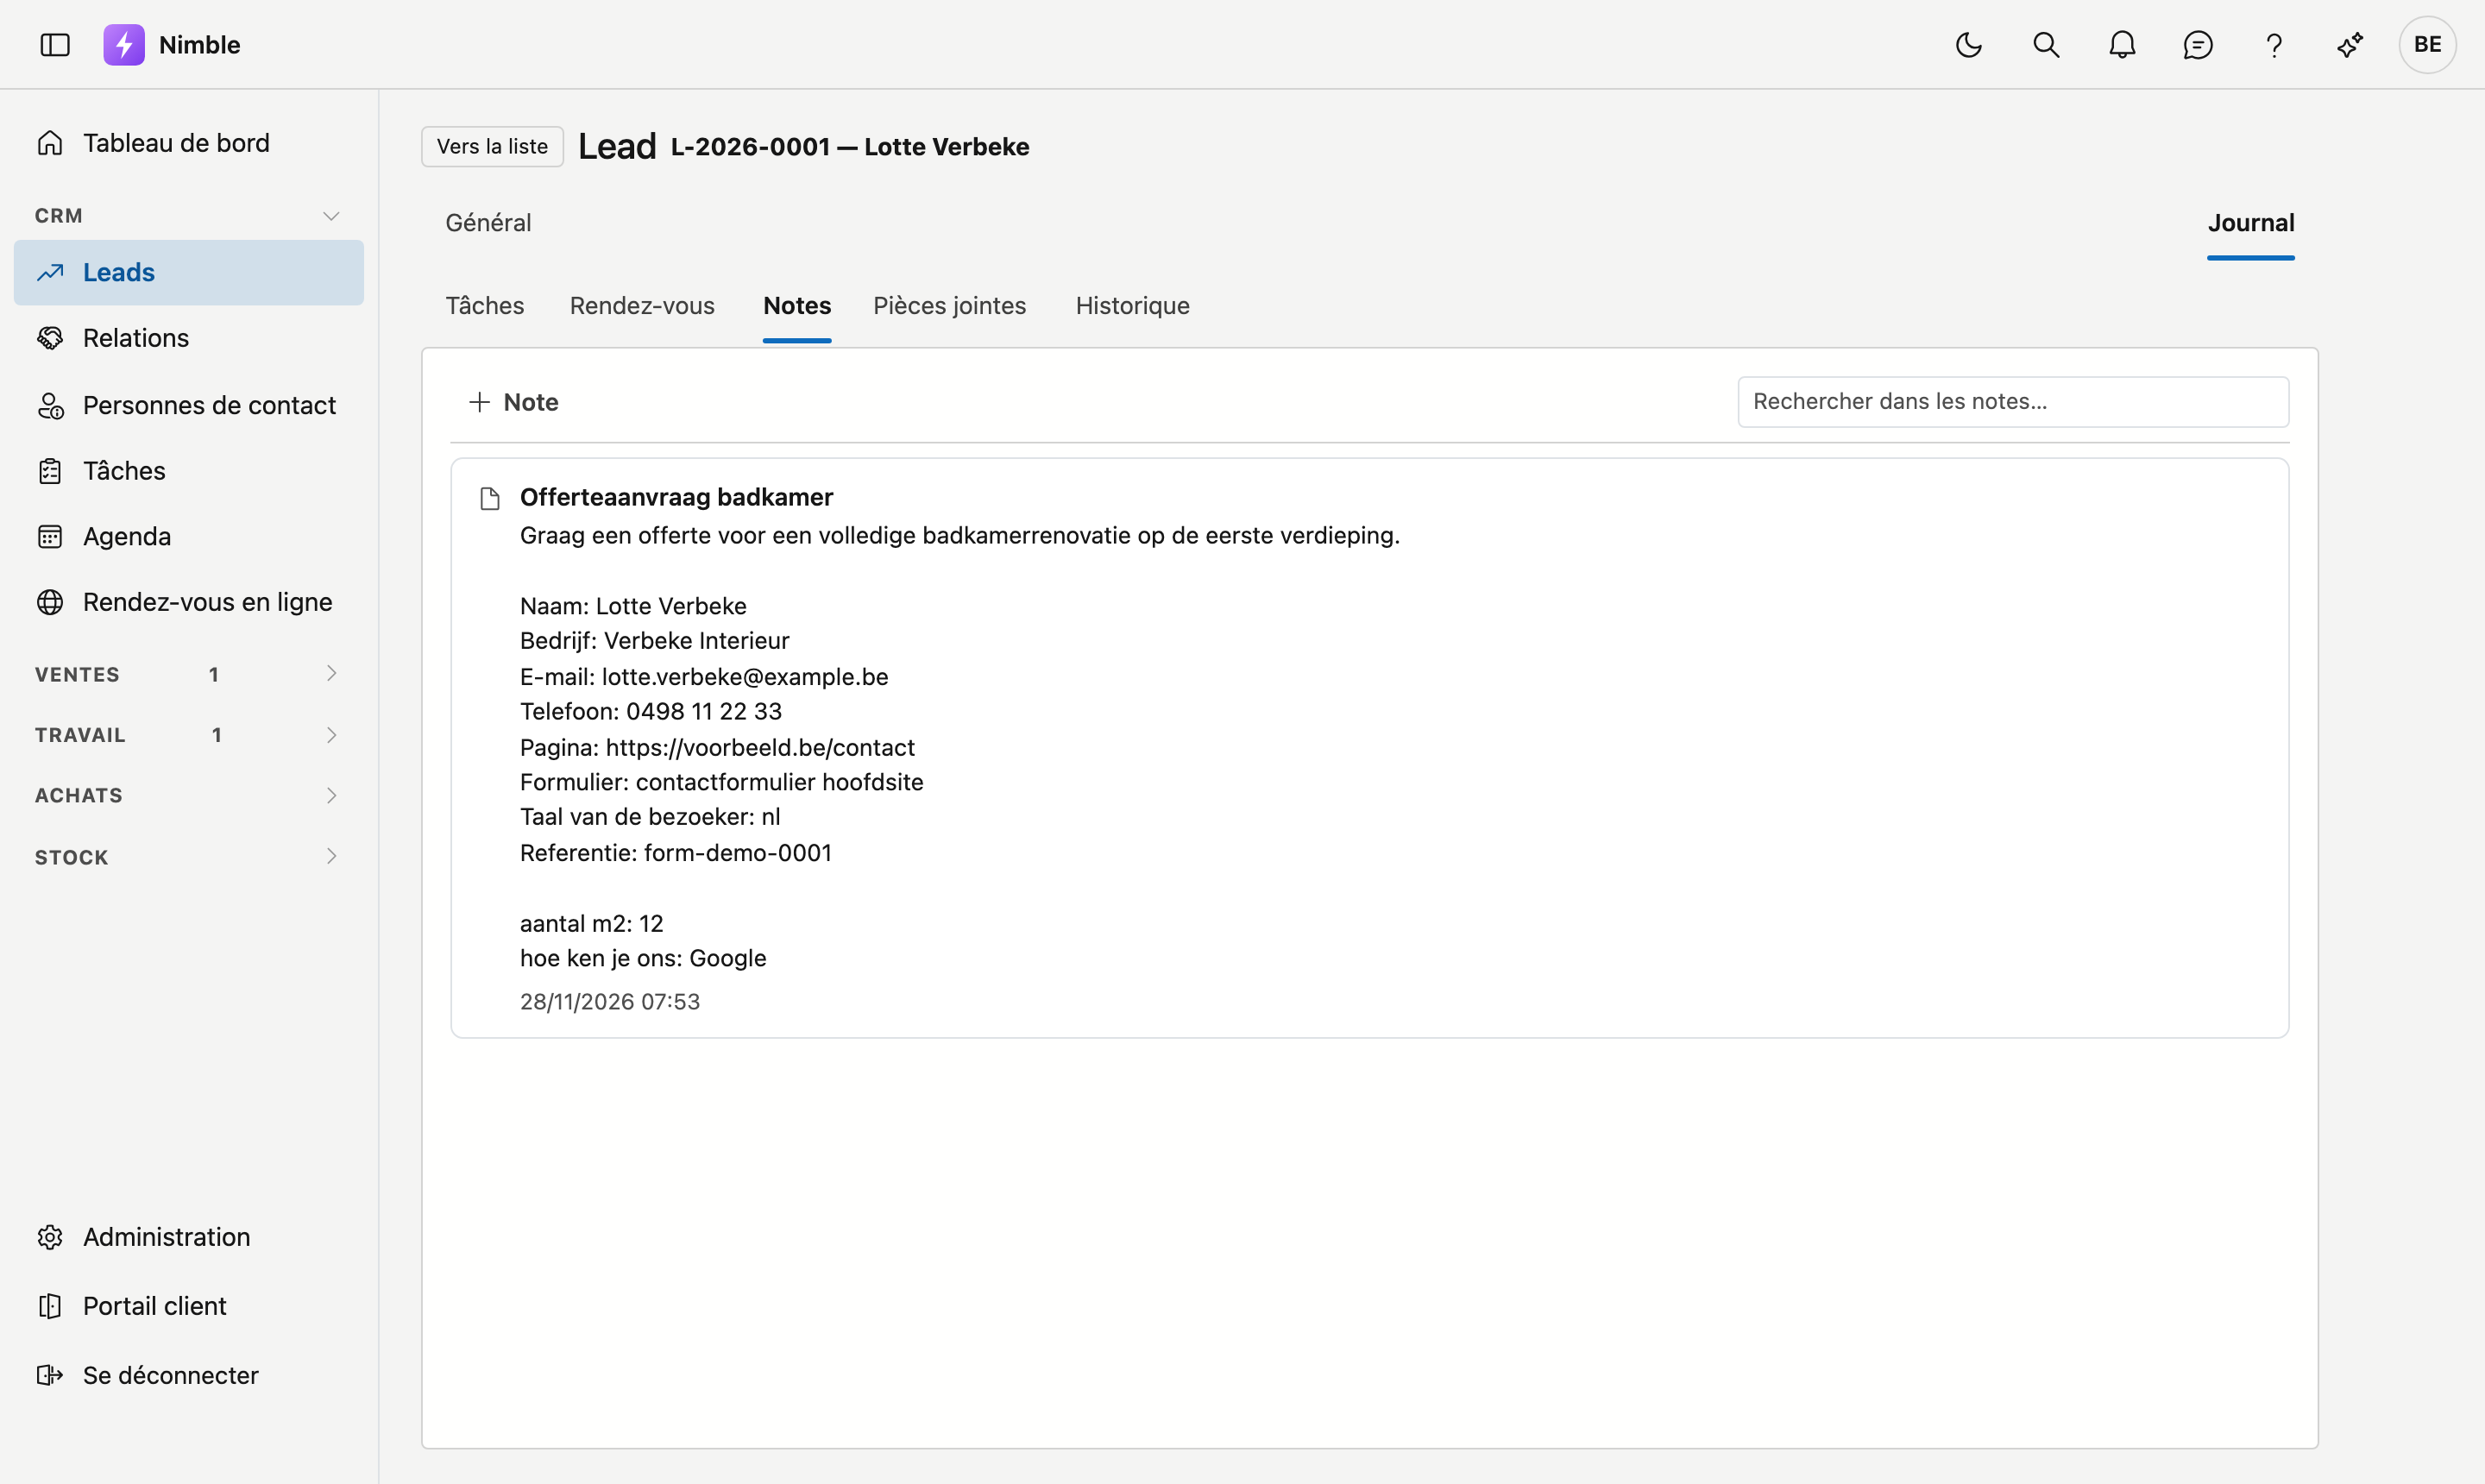 Nimble
BE
Tableau de bord
CRM
Leads
Relations
Personnes de contact
Tâches
Agenda
Rendez-vous en ligne
VENTES 1
TRAVAIL 1
ACHATS
STOCK
Administration
Portail client
Se déconnecter
Vers la liste Lead L-2026-0001 — Lotte Verbeke
Général Journal
Tâches Rendez-vous Notes Pièces jointes Historique
Note Rechercher dans les notes...
Offerteaanvraag badkamer
Graag een offerte voor een volledige badkamerrenovatie op de eerste verdieping.
Naam: Lotte Verbeke
Bedrijf: Verbeke Interieur
E-mail: lotte.verbeke@example.be
Telefoon: 0498 11 22 33
Pagina: https://voorbeeld.be/contact
Formulier: contactformulier hoofdsite
Taal van de bezoeker: nl
Referentie: form-demo-0001
aantal m2: 12
hoe ken je ons: Google
28/11/2026 07:53